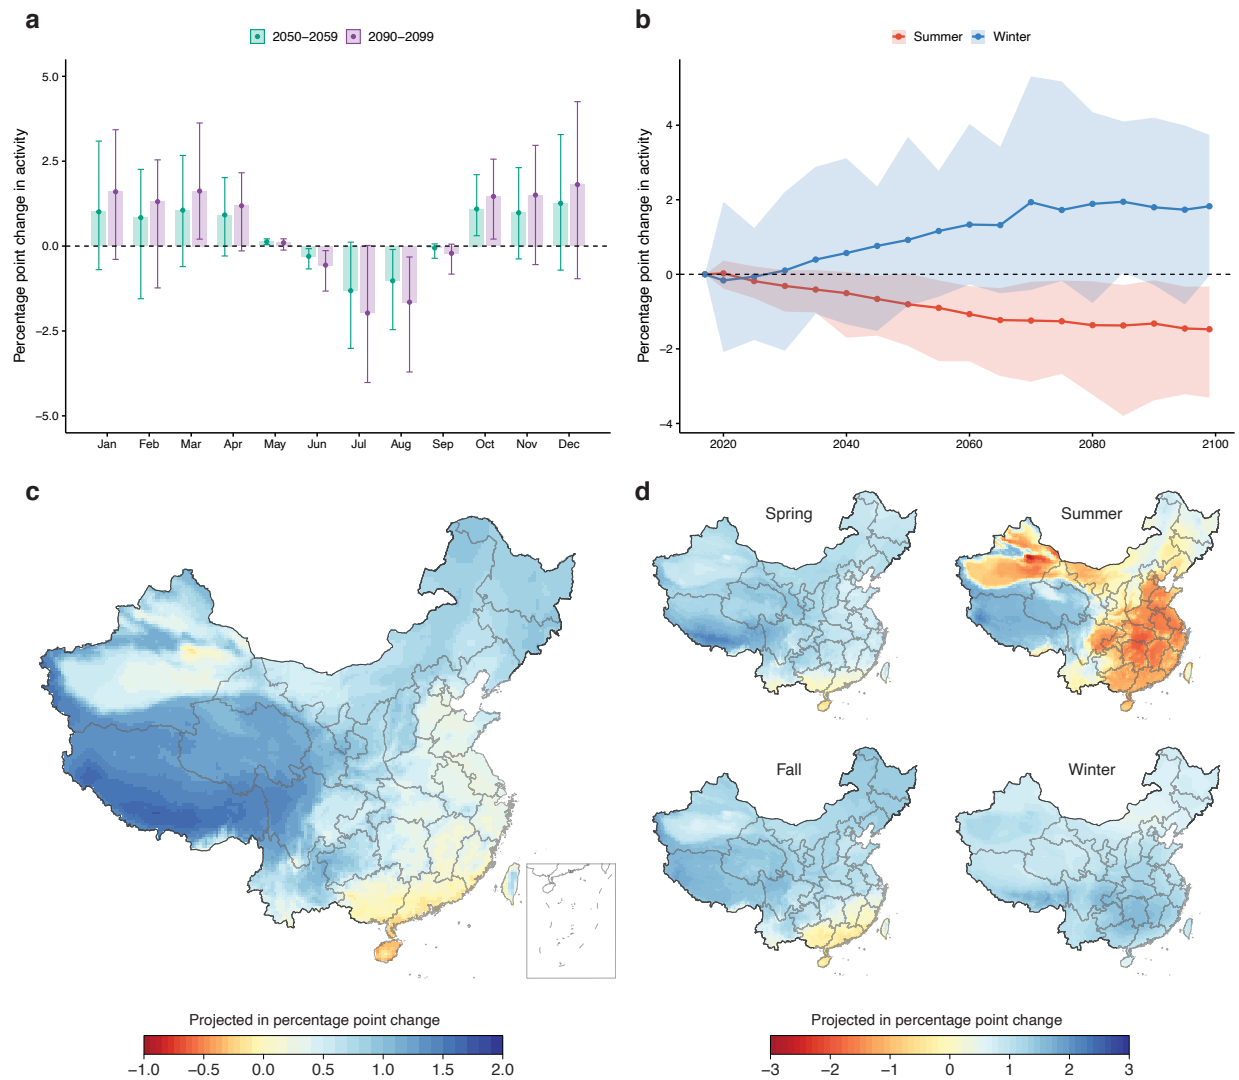 a
2050−2059 2090−2099
Percentage point change in activity
5.0
2.5
0.0
−2.5
−5.0
Jan Feb Mar Apr May Jun Jul Aug Sep Oct Nov Dec
b
Summer Winter
Percentage point change in activity
4
2
0
−2
−4
2020 2040 2060 2080 2100
c
Projected in percentage point change
−1.0 −0.5 0.0 0.5 1.0 1.5 2.0
d
Spring Summer
Fall Winter
Projected in percentage point change
−3 −2 −1 0 1 2 3